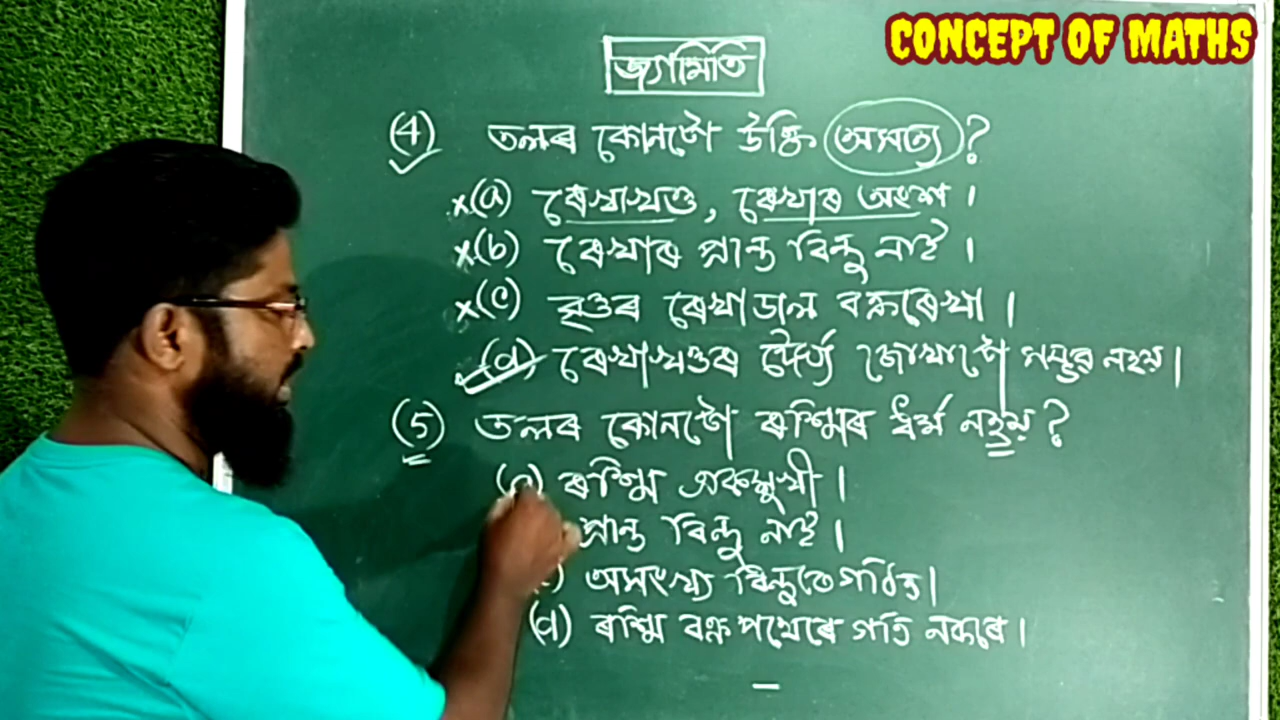 CONCEPT OF MATHS
জ্যামিতি
(4) তলৰ কোনটো উক্তি অসত্য ?
x(a) ৰেখাখণ্ড, ৰেখাৰ অংশ ।
x(b) ৰেখাৰ প্ৰান্ত বিন্দু নাই ।
x(c) বৃত্তৰ ৰেখাডাল বক্ৰৰেখা ।
(d) ৰেখাখণ্ডৰ দৈৰ্ঘ্য জোখাটো সম্ভৱ নহয় ।
(5) তলৰ কোনটো ৰশ্মিৰ ধৰ্ম নহয় ?
ৰশ্মি একমুখী ।
প্ৰান্ত বিন্দু নাই ।
অসংখ্য বিন্দুৰে গঠিত ।
(d) ৰশ্মি বক্ৰ পথেৰে গতি নকৰে ।